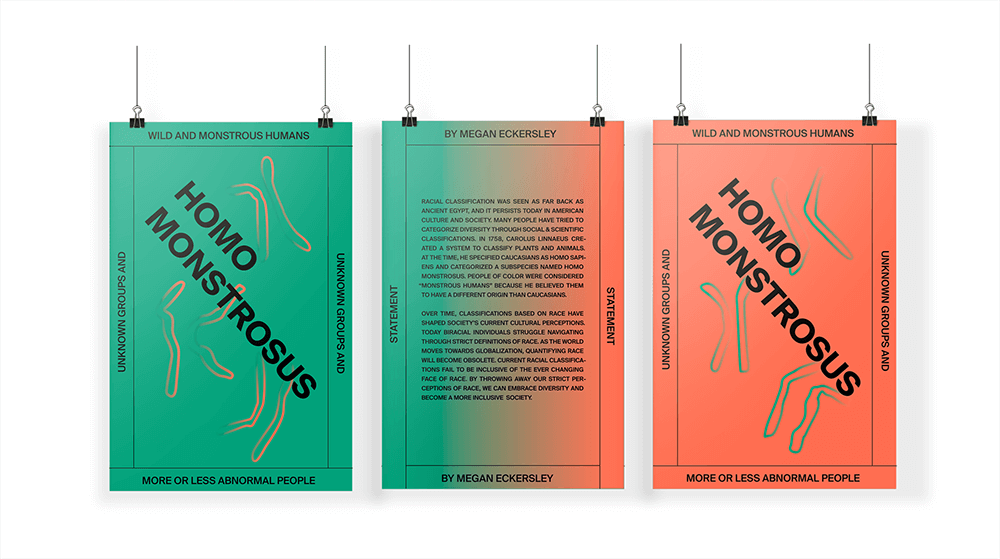 WILD AND MONSTROUS HUMANS
UNKNOWN GROUPS AND
HOMO
MONSTROSUS
UNKNOWN GROUPS AND
MORE OR LESS ABNORMAL PEOPLE
BY MEGAN ECKERSLEY
STATEMENT
RACIAL CLASSIFICATION WAS SEEN AS FAR BACK AS
ANCIENT EGYPT, AND IT PERSISTS TODAY IN AMERICAN
CULTURE AND SOCIETY. MANY PEOPLE HAVE TRIED TO
CATEGORIZE DIVERSITY THROUGH SOCIAL & SCIENTIFIC
CLASSIFICATIONS. IN 1758, CAROLUS LINNAEUS CRE-
ATED A SYSTEM TO CLASSIFY PLANTS AND ANIMALS.
AT THE TIME, HE SPECIFIED CAUCASIANS AS HOMO SAPI-
ENS AND CATEGORIZED A SUBSPECIES NAMED HOMO
MONSTROSUS. PEOPLE OF COLOR WERE CONSIDERED
“MONSTROUS HUMANS” BECAUSE HE BELIEVED THEM
TO HAVE A DIFFERENT ORIGIN THAN CAUCASIANS.
OVER TIME, CLASSIFICATIONS BASED ON RACE HAVE
SHAPED SOCIETY'S CURRENT CULTURAL PERCEPTIONS.
TODAY BIRACIAL INDIVIDUALS STRUGGLE NAVIGATING
THROUGH STRICT DEFINITIONS OF RACE. AS THE WORLD
MOVES TOWARDS GLOBALIZATION, QUANTIFYING RACE
WILL BECOME OBSOLETE. CURRENT RACIAL CLASSIFICA-
TIONS FAIL TO BE INCLUSIVE OF THE EVER CHANGING
FACE OF RACE. BY THROWING AWAY OUR STRICT PER-
CEPTIONS OF RACE, WE CAN EMBRACE DIVERSITY AND
BECOME A MORE INCLUSIVE SOCIETY.
STATEMENT
BY MEGAN ECKERSLEY
WILD AND MONSTROUS HUMANS
UNKNOWN GROUPS AND
HOMO
MONSTROSUS
UNKNOWN GROUPS AND
MORE OR LESS ABNORMAL PEOPLE